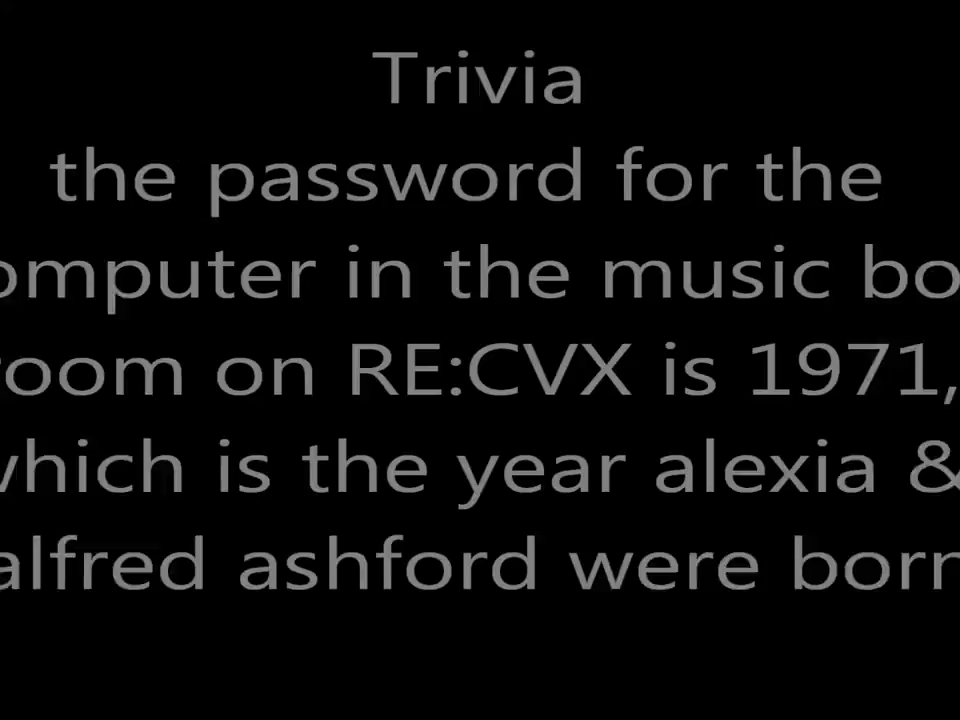 Trivia
the password for the
omputer in the music bo
oom on RE:CVX is 1971,
which is the year alexia &
alfred ashford were born